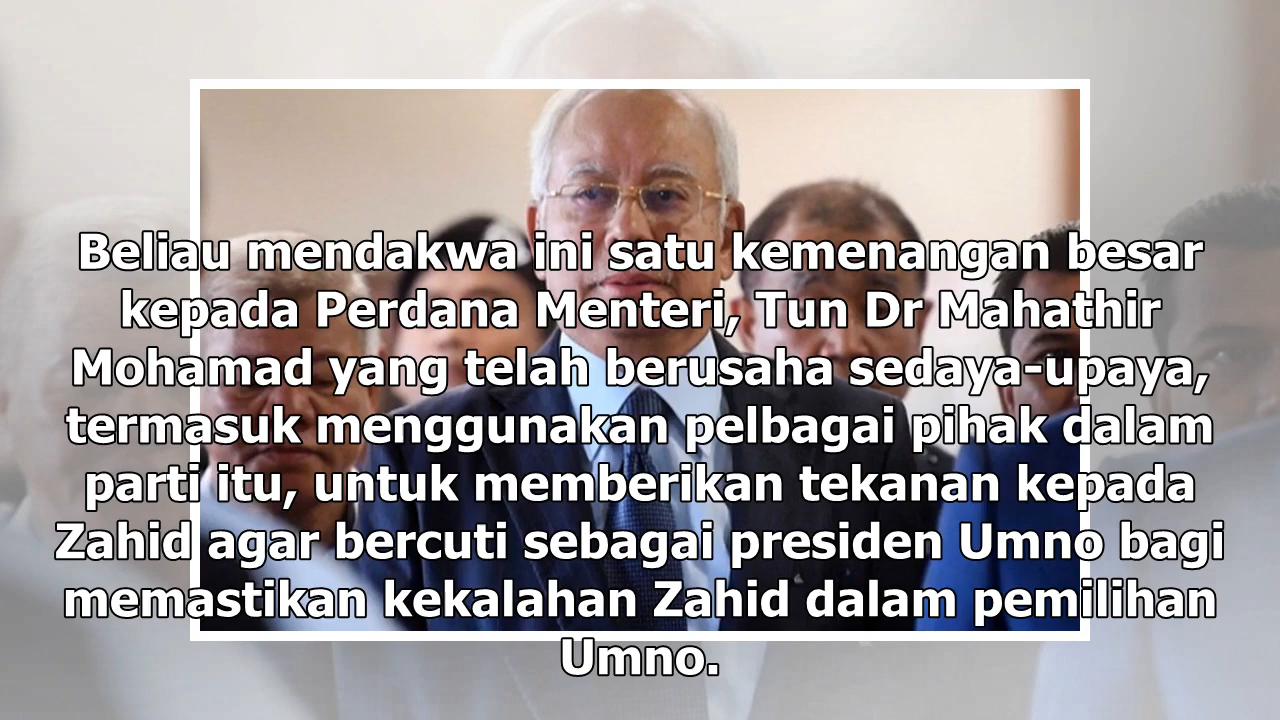 Beliau mendakwa ini satu kemenangan besar
kepada Perdana Menteri, Tun Dr Mahathir
Mohamad yang telah berusaha sedaya-upaya,
termasuk menggunakan pelbagai pihak dalam
parti itu, untuk memberikan tekanan kepada
Zahid agar bercuti sebagai presiden Umno bagi
memastikan kekalahan Zahid dalam pemilihan
Umno.